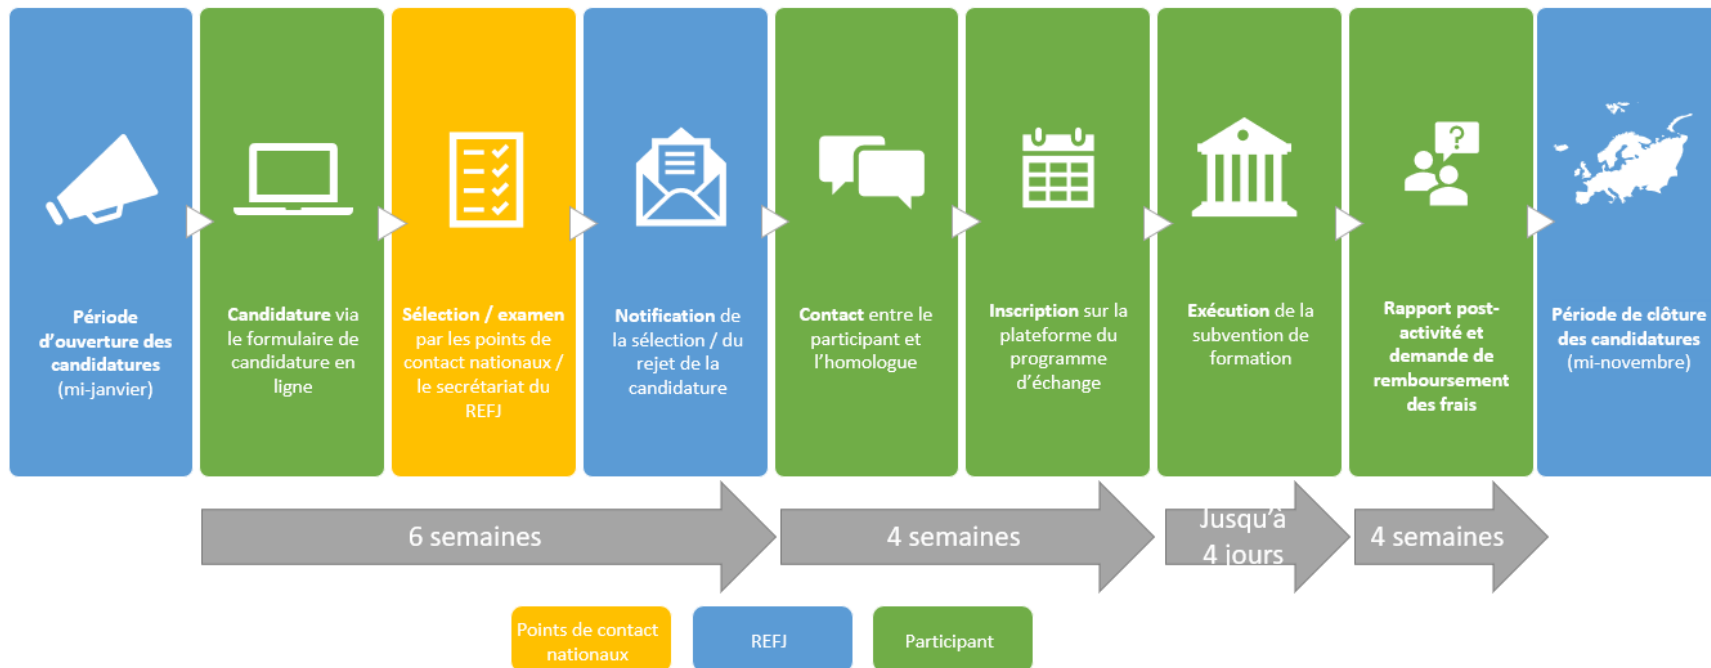 Période
d'ouverture des
candidatures
(mi-janvier)
Candidature via
le formulaire de
candidature en
ligne
Sélection / examen
par les points de
contact nationaux /
le secrétariat du
REFJ
Notification de
la sélection / du
rejet de la
candidature
Contact entre le
participant et
l'homologue
Inscription sur la
plateforme du
programme
d'échange
Exécution de la
subvention de
formation
?
Rapport post-
activité et
demande de
remboursement
des frais
Période de clôture
des candidatures
(mi-novembre)
6 semaines
4 semaines
Jusqu'à
4 jours
4 semaines
Points de contact
nationaux
REFJ
Participant